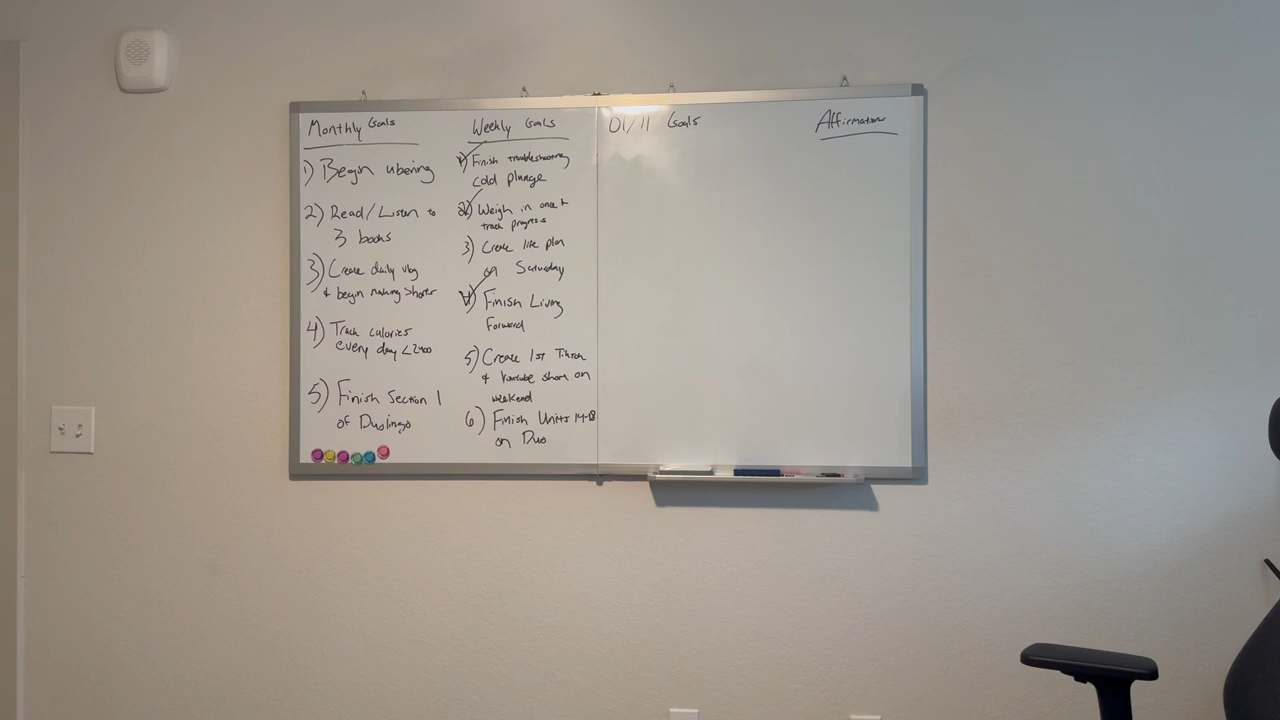 Monthly Goals
1) Begin ubering
2) Read/Listen to
3 books
3) Create daily vlog
& begin making shorts
4) Track calories
every day <2400
5) Finish Section 1
of Duolingo
Weekly Goals
1) Finish troubleshooting
cold plunge
2) Weigh in once &
track progress
3) Create life plan
on Saturday
4) Finish Living
Forward
5) Create 1st Tiktok
& Youtube short on
weekend
6) Finish Units 14-18
on Duo
01/11 Goals
Affirmation